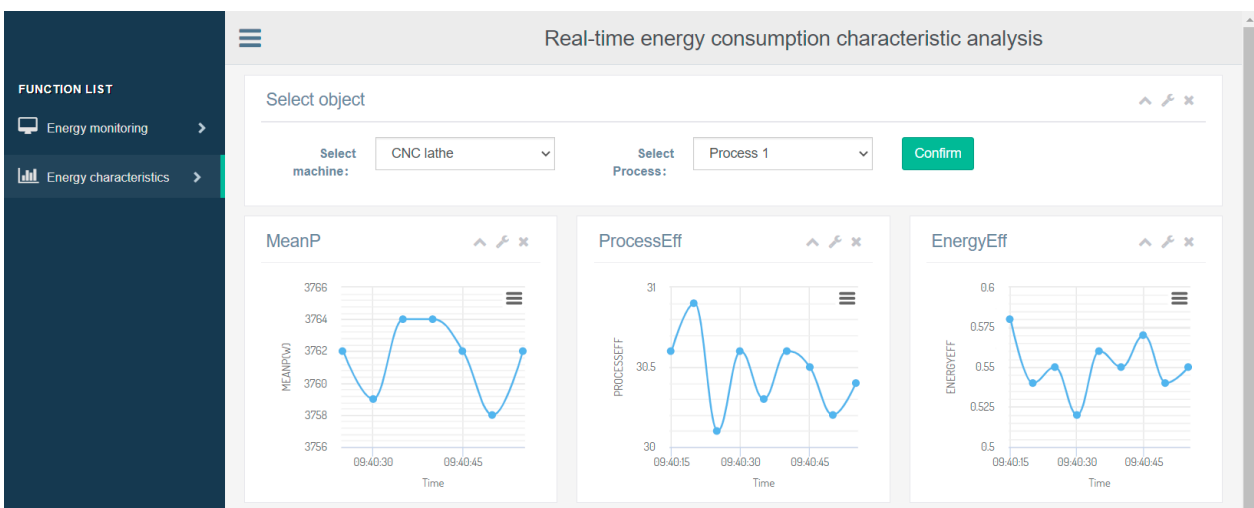 Real-time energy consumption characteristic analysis
FUNCTION LIST
Energy monitoring
Energy characteristics
Select object
Select machine:
CNC lathe
Select Process:
Process 1
Confirm
MeanP
3766
3764
3762
3760
3758
3756
MEANP(W)
09:40:30
09:40:45
Time
ProcessEff
31
30.5
30
PROCESSEFF
09:40:15
09:40:30
09:40:45
Time
EnergyEff
0.6
0.575
0.55
0.525
0.5
ENERGYEFF
09:40:15
09:40:30
09:40:45
Time